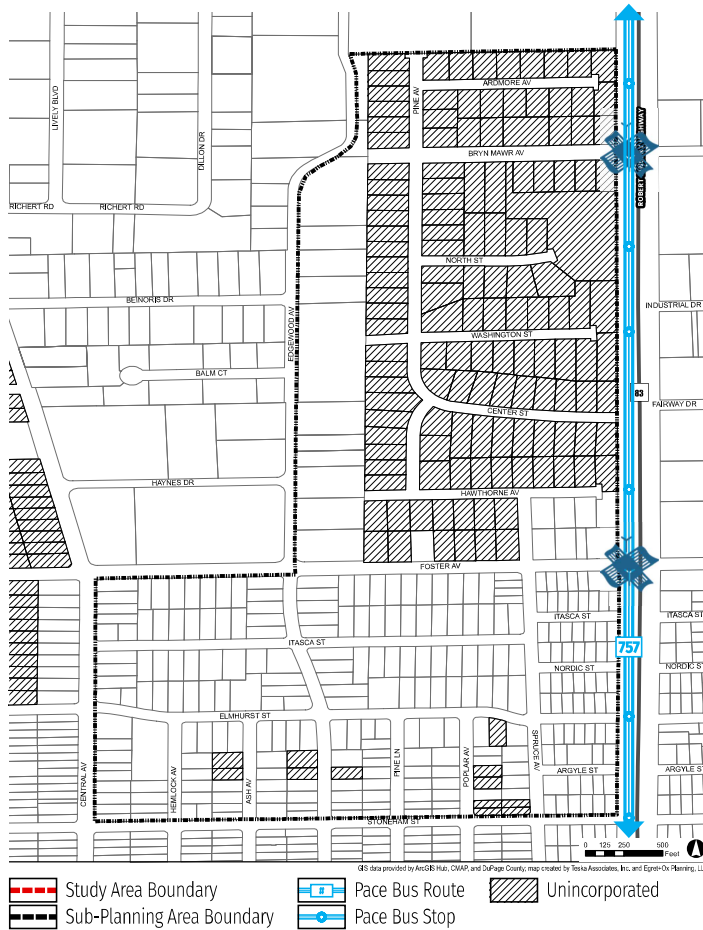 LIVELY BLVD
DILLON DR
PINE AV
ARDMORE AV
BRYN MAWR AV
RICHERT RD
RICHERT RD
NORTH ST
BEINORIS DR
EDGEWOOD AV
INDUSTRIAL DR
WASHINGTON ST
BALM CT
83
FAIRWAY DR
CENTER ST
HAYNES DR
HAWTHORNE AV
FOSTER AV
ITASCA ST
ITASCA ST
ITASCA ST
757
NORDIC ST
NORDIC ST
ELMHURST ST
CENTRAL AV
HEMLOCK AV
ASH AV
PINE LN
POPLAR AV
SPRUCE AV
ARGYLE ST
ARGYLE ST
STONEHAM ST
0 125 250 500
Feet
GIS data provided by ArcGIS Hub, CMAP, and DuPage County; map created by Teska Associates, Inc. and Egret+Ox Planning, LL
Study Area Boundary
# Pace Bus Route
Unincorporated
Sub-Planning Area Boundary
Pace Bus Stop